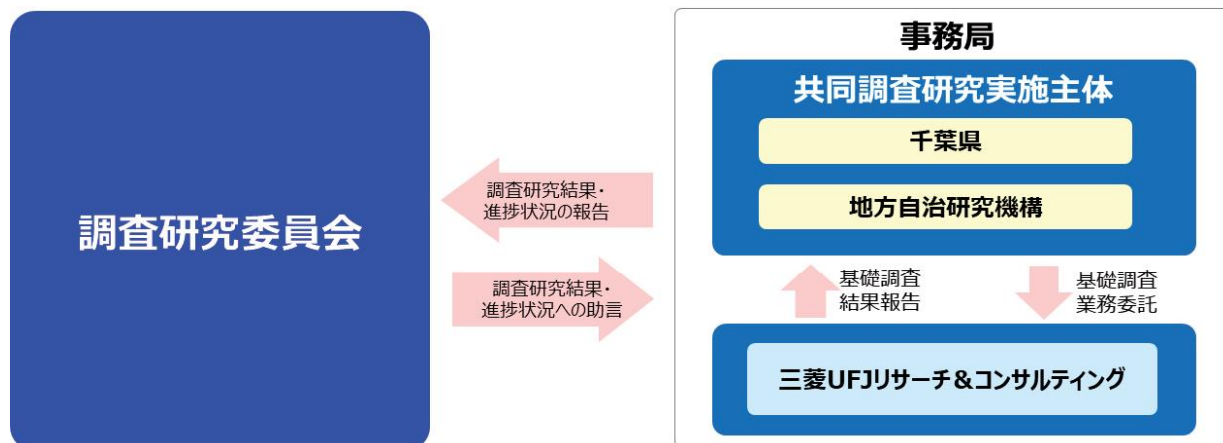 調査研究委員会
調査研究結果・
進捗状況の報告
調査研究結果・
進捗状況への助言
事務局
共同調査研究実施主体
千葉県
地方自治研究機構
基礎調査
結果報告
基礎調査
業務委託
三菱UFJリサーチ&コンサルティング